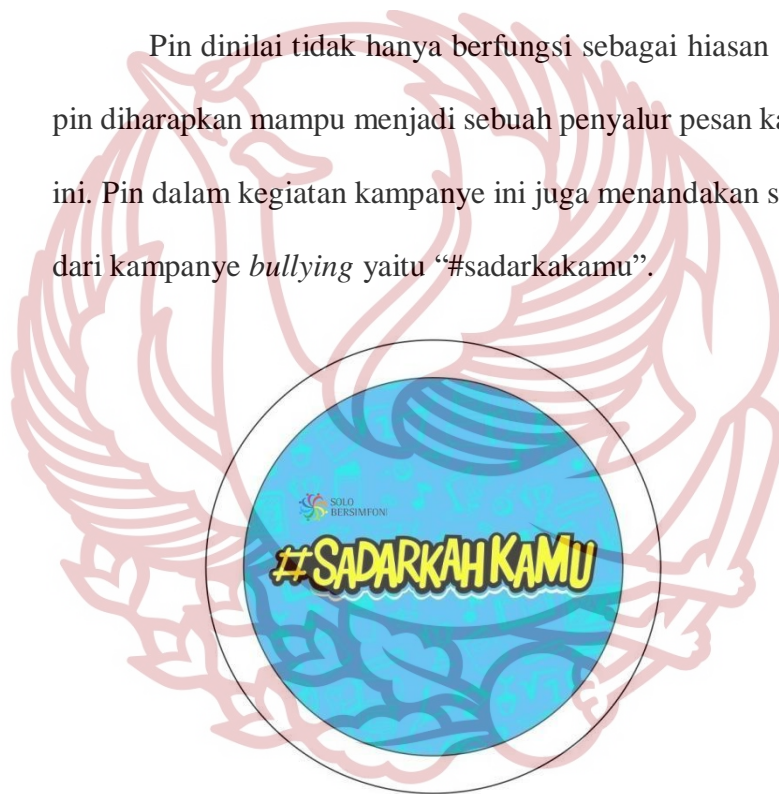 Pin dinilai tidak hanya berfungsi sebagai hiasan
pin diharapkan mampu menjadi sebuah penyalur pesan ka
ini. Pin dalam kegiatan kampanye ini juga menandakan s
dari kampanye bullying yaitu “#sadarkakamu”.
SOLO
BERSIMFONI
#SADARKAHKAMU